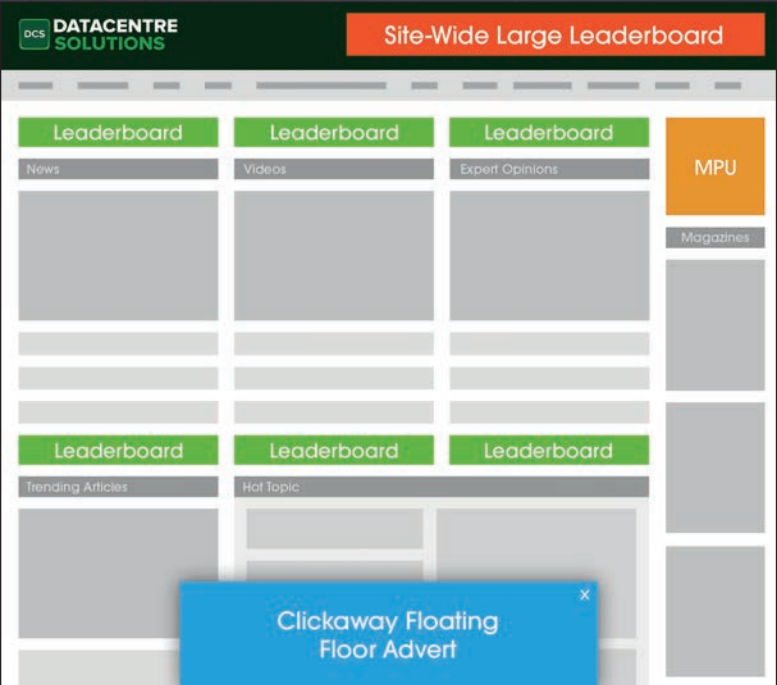 DCS
DATACENTRE
SOLUTIONS
Site-Wide Large Leaderboard
Leaderboard
Leaderboard
Leaderboard
MPU
News
Videos
Expert Opinions
Magazines
Leaderboard
Leaderboard
Leaderboard
Trending Articles
Hot Topic
X
Clickaway Floating
Floor Advert